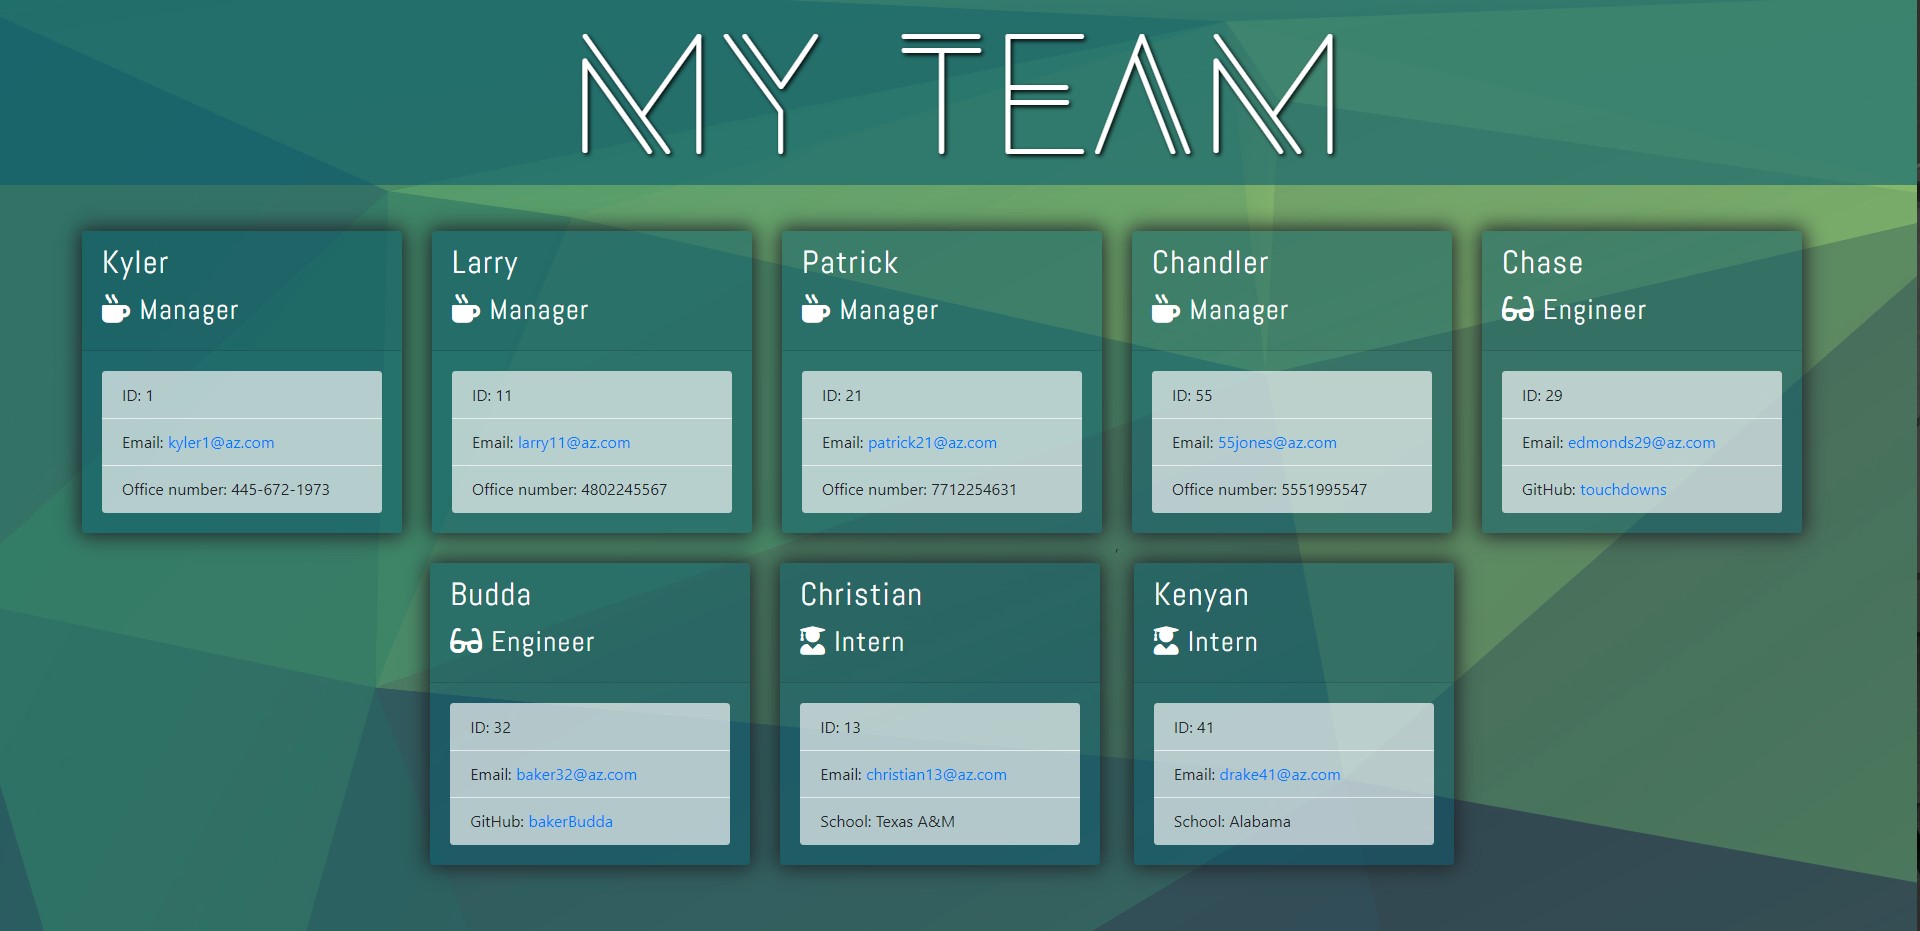 MY TEAM
Kyler
Manager
ID: 1
Email: kyler1@az.com
Office number: 445-672-1973
Larry
Manager
ID: 11
Email: larry11@az.com
Office number: 4802245567
Patrick
Manager
ID: 21
Email: patrick21@az.com
Office number: 7712254631
Chandler
Manager
ID: 55
Email: 55jones@az.com
Office number: 5551995547
Chase
Engineer
ID: 29
Email: edmonds29@az.com
GitHub: touchdowns
,
Budda
Engineer
ID: 32
Email: baker32@az.com
GitHub: bakerBudda
Christian
Intern
ID: 13
Email: christian13@az.com
School: Texas A&M
Kenyan
Intern
ID: 41
Email: drake41@az.com
School: Alabama